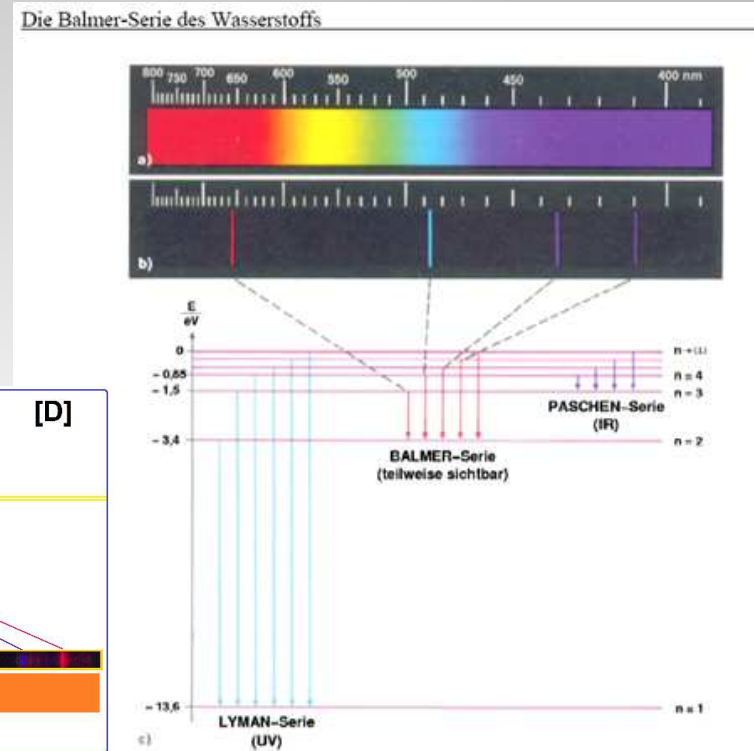 Die Balmer-Serie des Wasserstoffs
800 750 700 650 600 550 500 450 400 nm
a)
b)
E
eV
0
- 0,65
- 1,5
- 3,4
- 13,6
n = 4
n = 3
n = 2
n = 1
PASCHEN-Serie
(IR)
BALMER-Serie
(teilweise sichtbar)
LYMAN-Serie
(UV)
c)
[D]